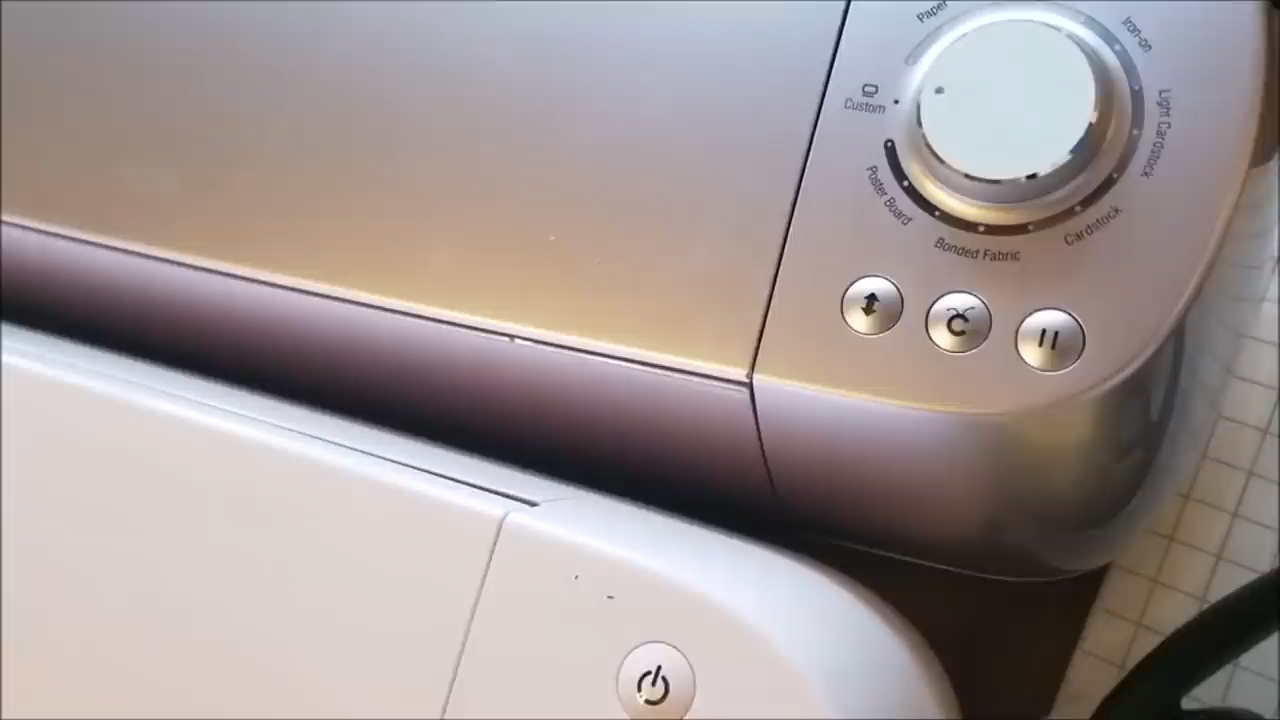 Paper
Iron-on
Custom
Light Cardstock
Poster Board
Cardstock
Bonded Fabric